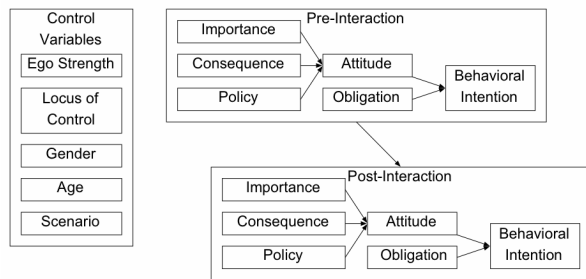 Control
Variables
Ego Strength
Locus of
Control
Gender
Age
Scenario
Pre-Interaction
Importance
Consequence
Policy
Attitude
Obligation
Behavioral
Intention
Post-Interaction
Importance
Consequence
Policy
Attitude
Obligation
Behavioral
Intention